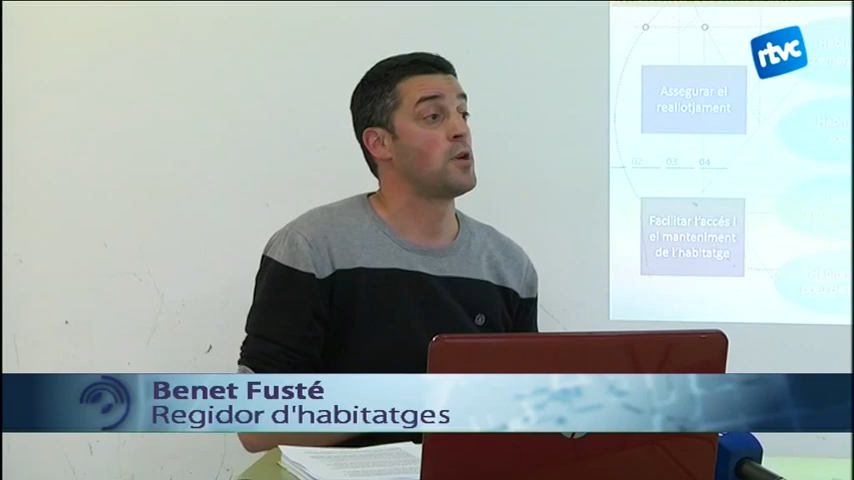 rtvc
Assegurar el
reallotjament
02 03 04
Facilitar l'accés i
el manteniment
de l'habitatge
Benet Fusté
Regidor d'habitatges